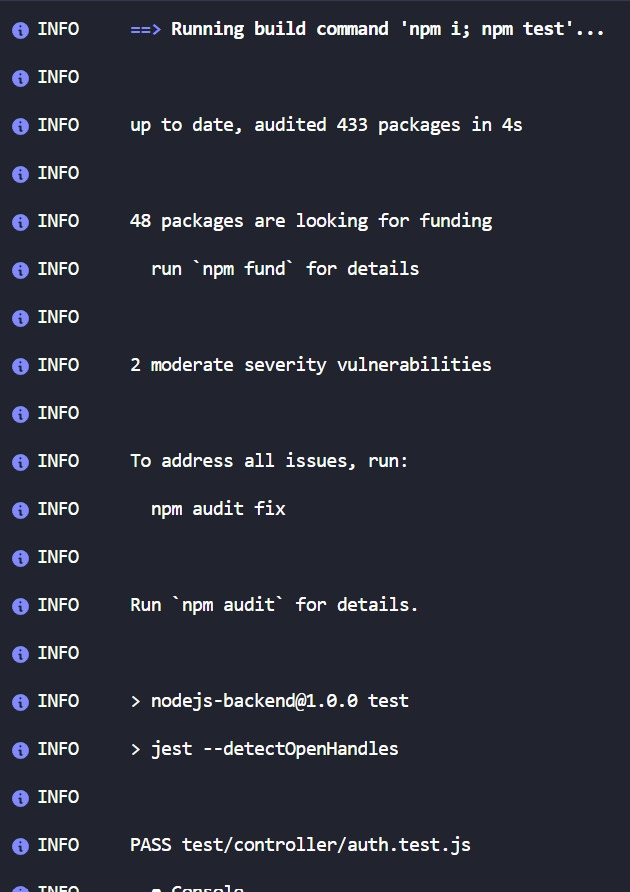 INFO ==> Running build command 'npm i; npm test'...
INFO
INFO up to date, audited 433 packages in 4s
INFO
INFO 48 packages are looking for funding
INFO run `npm fund` for details
INFO
INFO 2 moderate severity vulnerabilities
INFO
INFO To address all issues, run:
INFO npm audit fix
INFO
INFO Run `npm audit` for details.
INFO
INFO > nodejs-backend@1.0.0 test
INFO > jest --detectOpenHandles
INFO
INFO PASS test/controller/auth.test.js
INFO ● Console